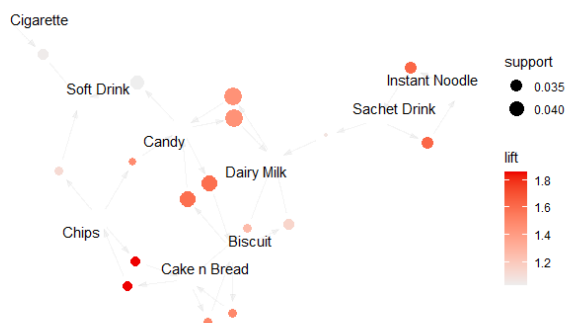 Cigarette
Soft Drink
Candy
Chips
Cake n Bread
Biscuit
Dairy Milk
Sachet Drink
Instant Noodle
support
0.035
0.040
lift
1.8
1.6
1.4
1.2